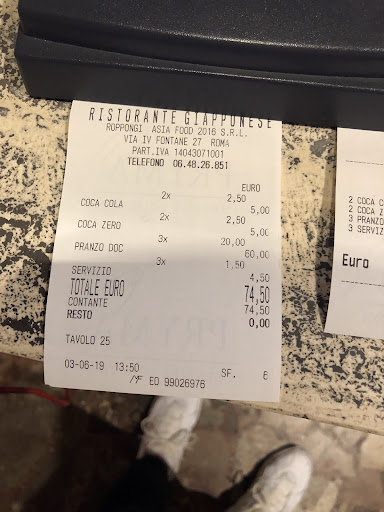 RISTORANTE GIAPPONESE
ROPPONGI ASIA FOOD 2016 S.R.L.
VIA IV FONTANE 27 ROMA
PART.IVA 14043071001
TELEFONO 06.48.26.851
EURO
2x 2,50
COCA COLA 5,00
2x 2,50
COCA ZERO 5,00
3x 20,00
PRANZO DOC 60,00
3x 1,50
SERVIZIO 4,50
TOTALE EURO 74,50
CONTANTE 74,50
RESTO 0,00
TAVOLO 25
03-06-19 13:50 SF. 6
EO 99026976
2 COCA
2 COCA Z
3 PRANZO
3 SERVIZ
Euro